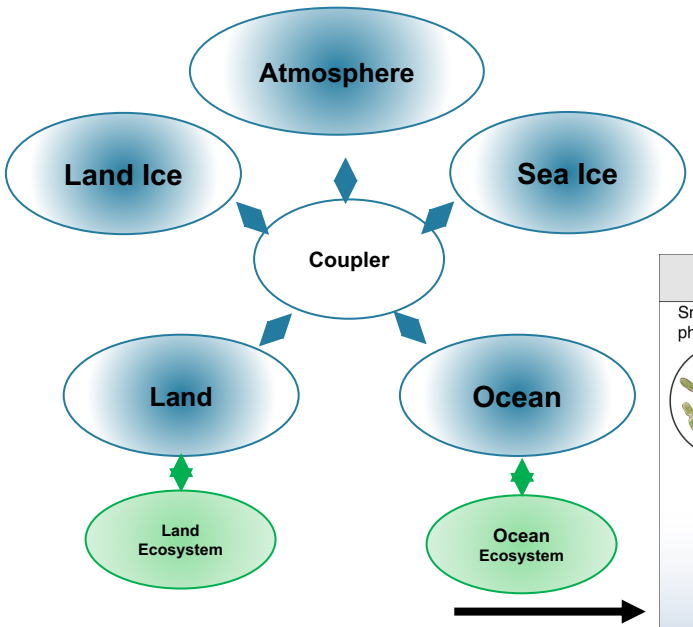 Atmosphere
Land Ice
Sea Ice
Coupler
Land
Ocean
Land
Ecosystem
Ocean
Ecosystem